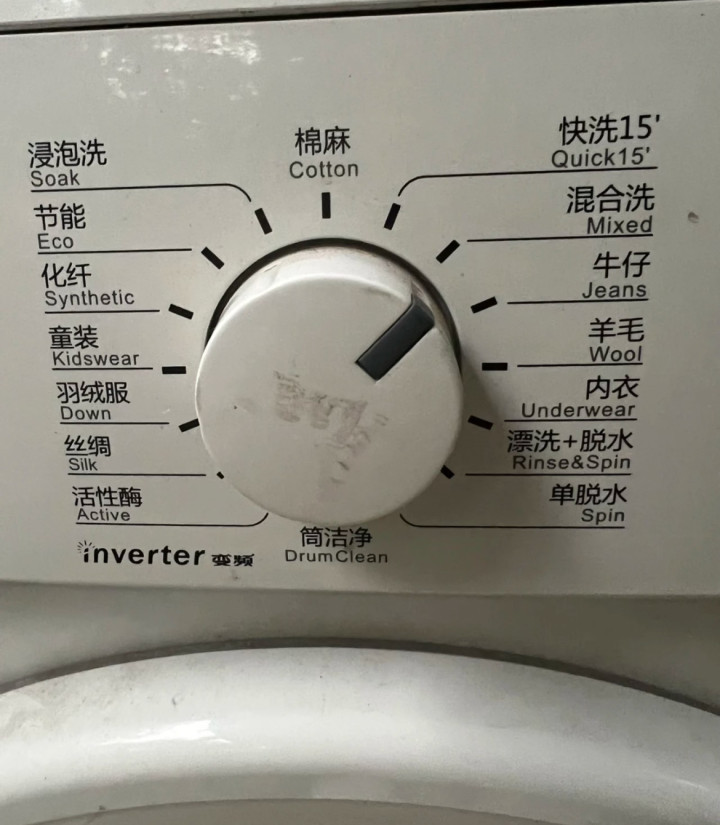 浸泡洗
Soak
节能
Eco
化纤
Synthetic
童装
Kidswear
羽绒服
Down
丝绸
Silk
活性酶
Active
棉麻
Cotton
快洗15'
Quick15'
混合洗
Mixed
牛仔
Jeans
羊毛
Wool
内衣
Underwear
漂洗+脱水
Rinse&Spin
单脱水
Spin
筒洁净
DrumClean
inverter 变频